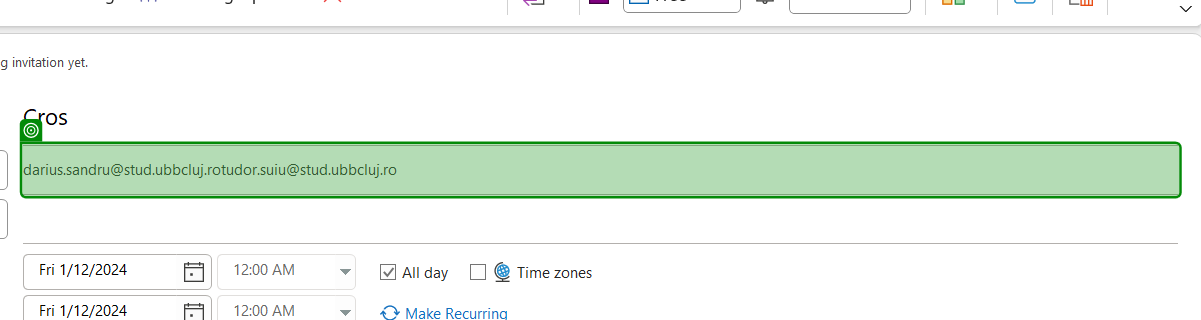 g invitation yet.
Cros
darius.sandru@stud.ubbcluj.rotudor.suiu@stud.ubbcluj.ro
Fri 1/12/2024 12:00 AM All day Time zones
Fri 1/12/2024 12:00 AM Make Recurring